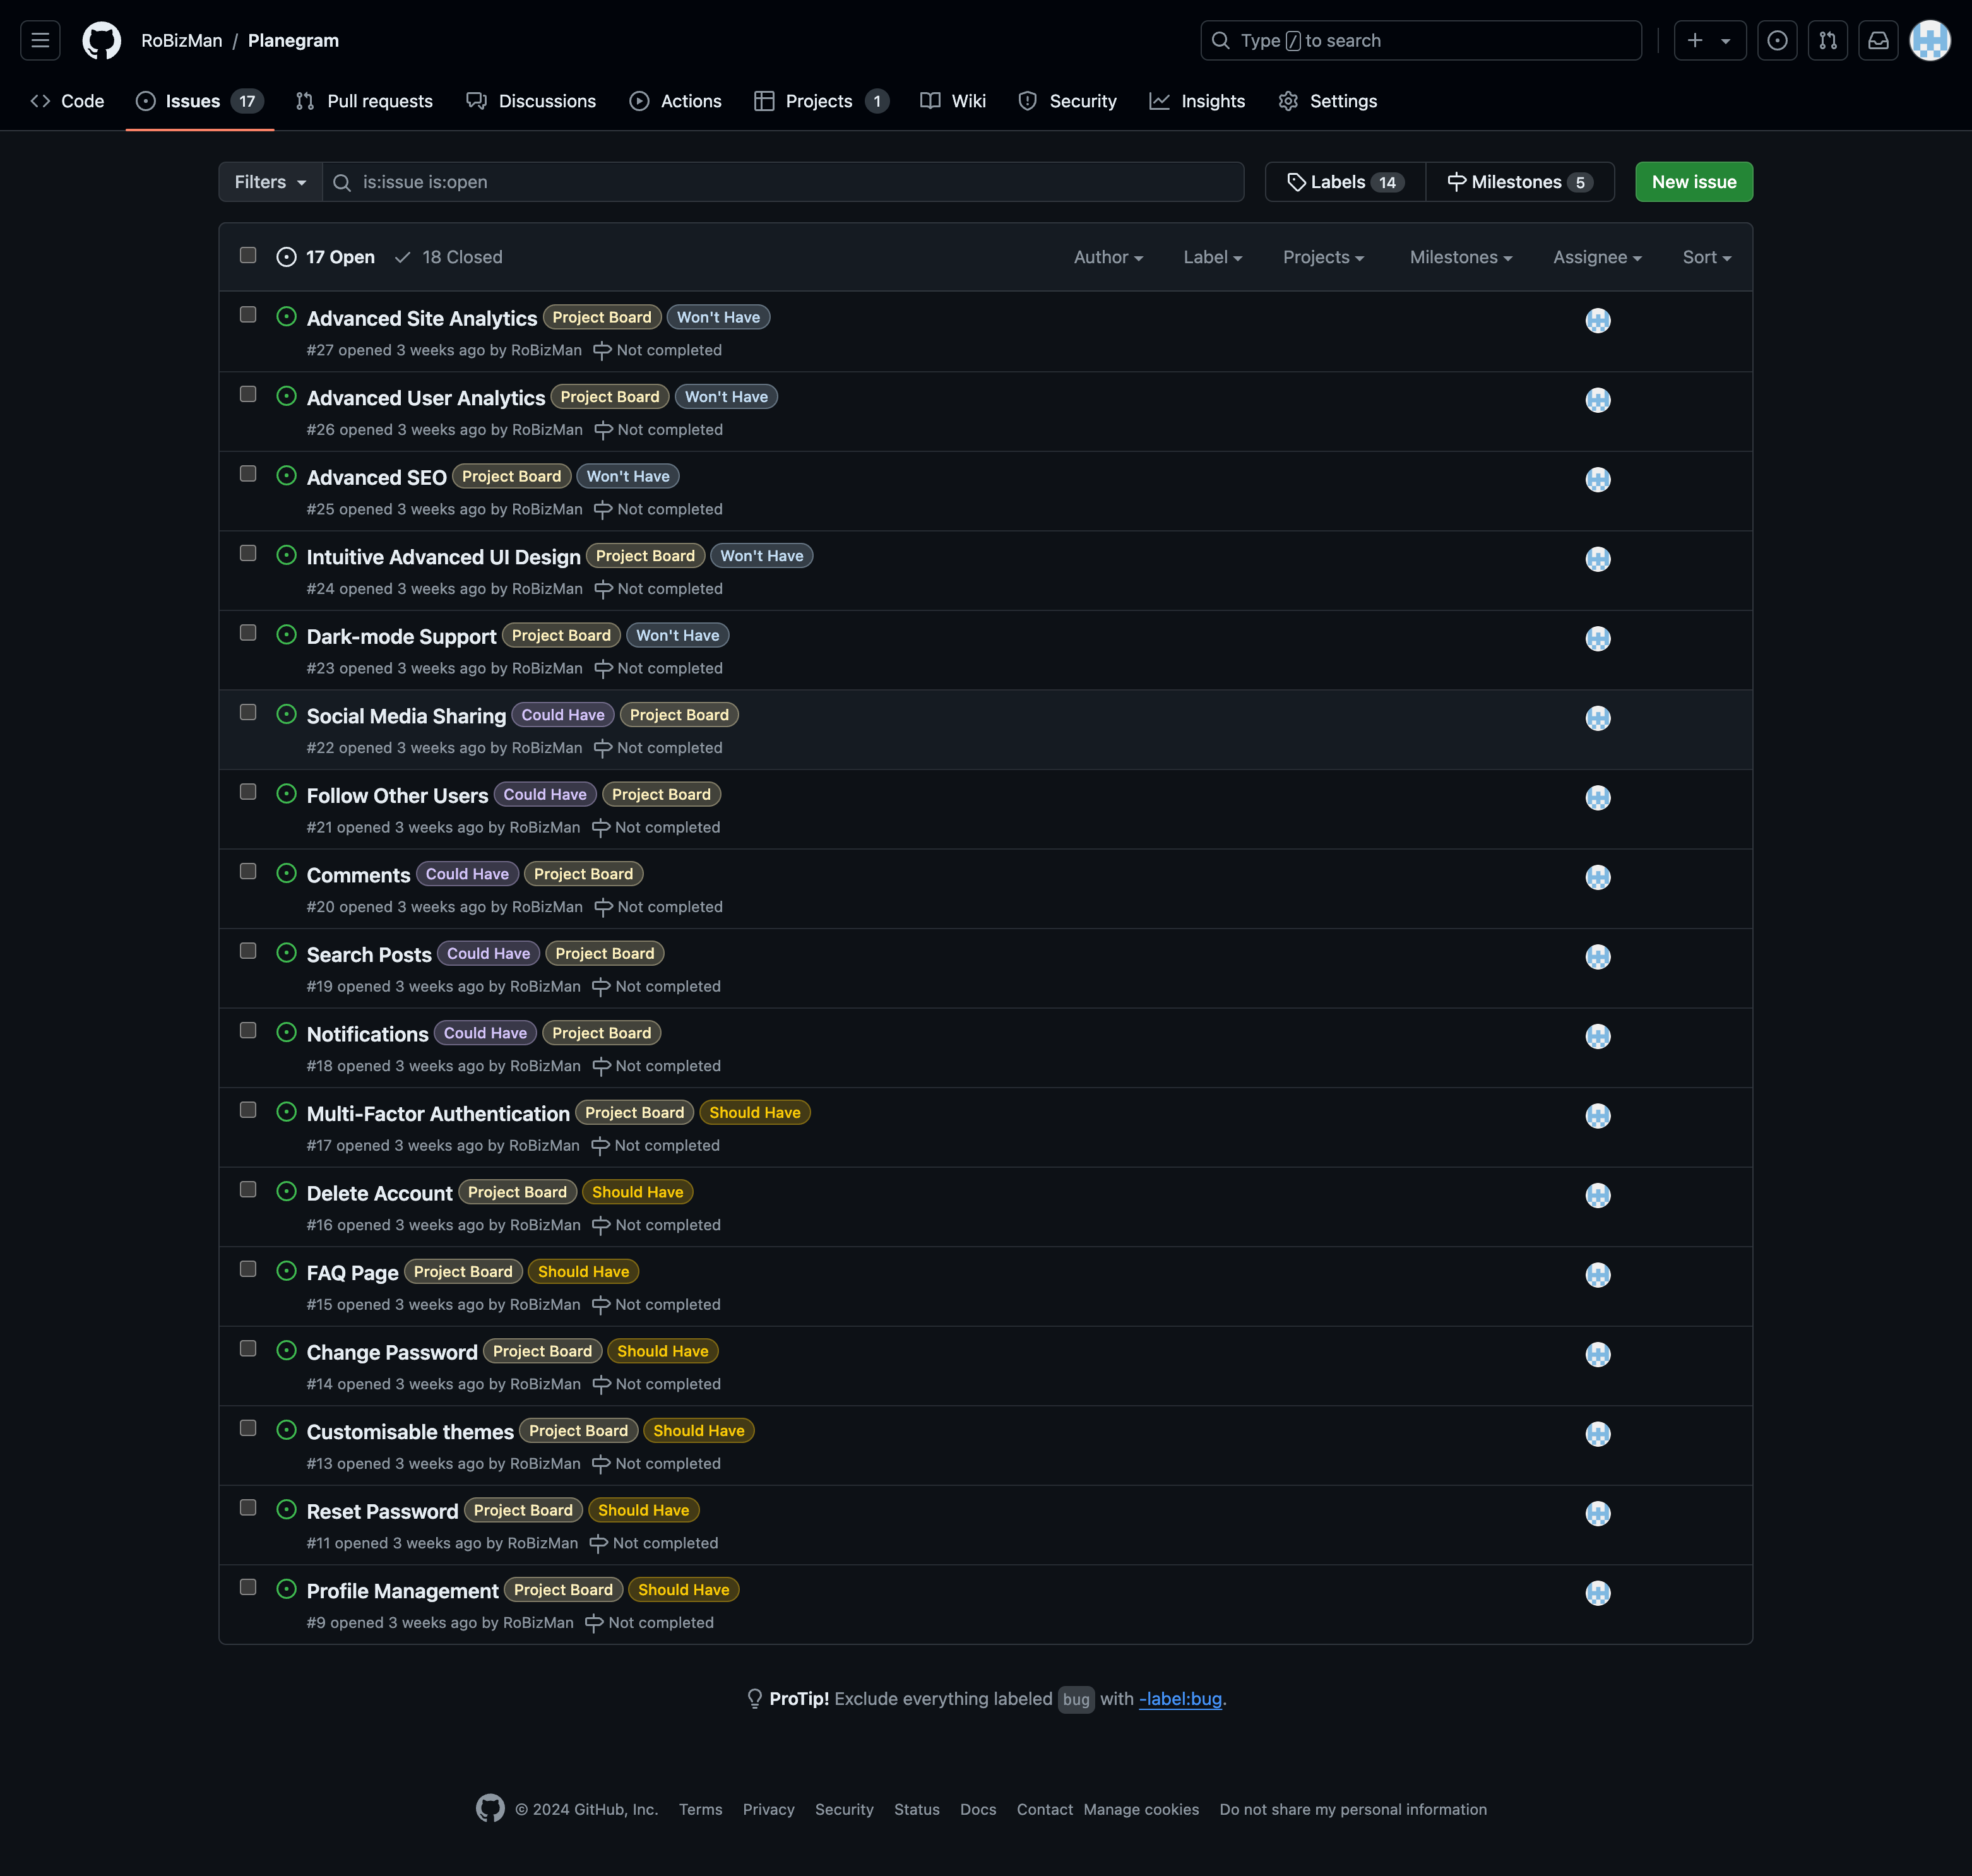 RoBizMan / Planegram
Type / to search
Code Issues 17 Pull requests Discussions Actions Projects 1 Wiki Security Insights Settings
Filters is:issue is:open Labels 14 Milestones 5 New issue
17 Open 18 Closed Author Label Projects Milestones Assignee Sort
Advanced Site Analytics Project Board Won't Have
#27 opened 3 weeks ago by RoBizMan Not completed
Advanced User Analytics Project Board Won't Have
#26 opened 3 weeks ago by RoBizMan Not completed
Advanced SEO Project Board Won't Have
#25 opened 3 weeks ago by RoBizMan Not completed
Intuitive Advanced UI Design Project Board Won't Have
#24 opened 3 weeks ago by RoBizMan Not completed
Dark-mode Support Project Board Won't Have
#23 opened 3 weeks ago by RoBizMan Not completed
Social Media Sharing Could Have Project Board
#22 opened 3 weeks ago by RoBizMan Not completed
Follow Other Users Could Have Project Board
#21 opened 3 weeks ago by RoBizMan Not completed
Comments Could Have Project Board
#20 opened 3 weeks ago by RoBizMan Not completed
Search Posts Could Have Project Board
#19 opened 3 weeks ago by RoBizMan Not completed
Notifications Could Have Project Board
#18 opened 3 weeks ago by RoBizMan Not completed
Multi-Factor Authentication Project Board Should Have
#17 opened 3 weeks ago by RoBizMan Not completed
Delete Account Project Board Should Have
#16 opened 3 weeks ago by RoBizMan Not completed
FAQ Page Project Board Should Have
#15 opened 3 weeks ago by RoBizMan Not completed
Change Password Project Board Should Have
#14 opened 3 weeks ago by RoBizMan Not completed
Customisable themes Project Board Should Have
#13 opened 3 weeks ago by RoBizMan Not completed
Reset Password Project Board Should Have
#11 opened 3 weeks ago by RoBizMan Not completed
Profile Management Project Board Should Have
#9 opened 3 weeks ago by RoBizMan Not completed
ProTip! Exclude everything labeled bug with -label:bug.
© 2024 GitHub, Inc. Terms Privacy Security Status Docs Contact Manage cookies Do not share my personal information